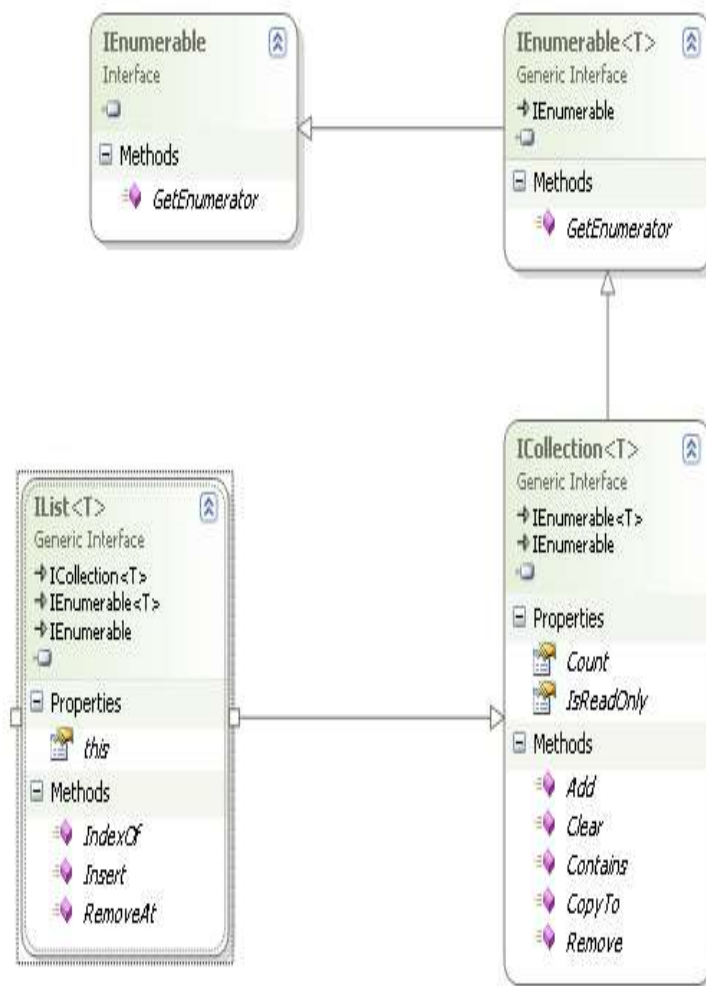 IEnumerable
Interface
Methods
GetEnumerator
IEnumerable<T>
Generic Interface
IEnumerable
Methods
GetEnumerator
IList<T>
Generic Interface
ICollection<T>
IEnumerable<T>
IEnumerable
Properties
this
Methods
IndexOf
Insert
RemoveAt
ICollection<T>
Generic Interface
IEnumerable<T>
IEnumerable
Properties
Count
IsReadOnly
Methods
Add
Clear
Contains
CopyTo
Remove